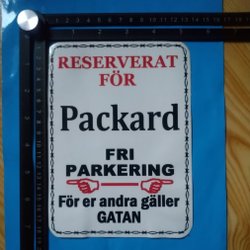 RESERVERAT
FÖR
Packard
FRI
PARKERING
För er andra gäller
GATAN